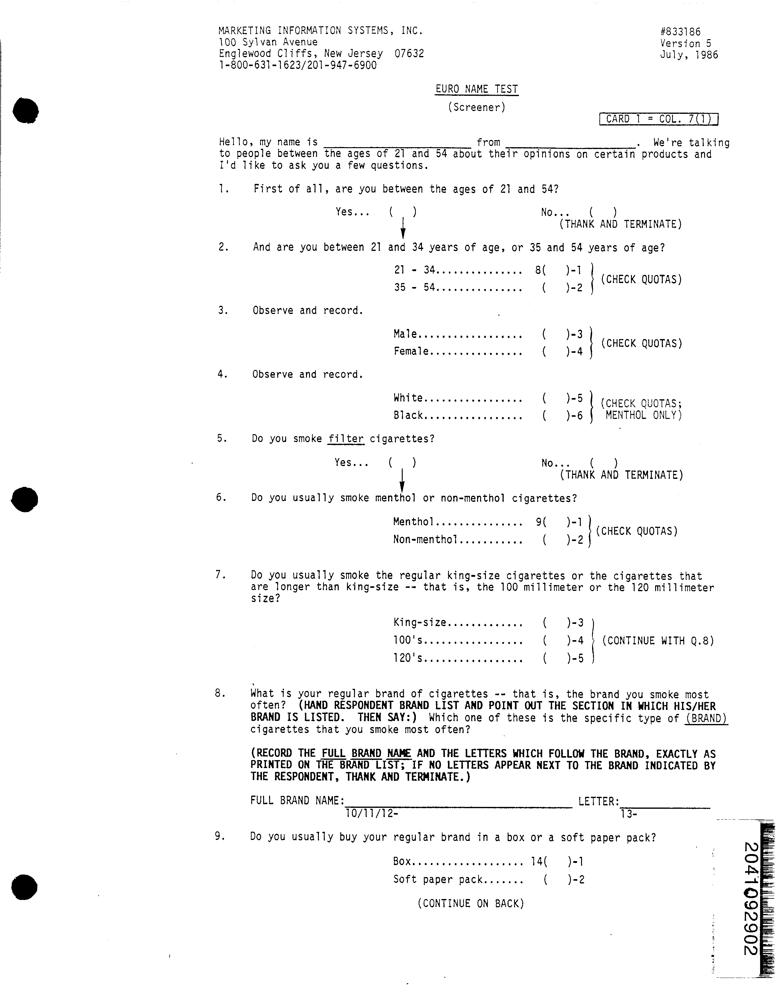 MARKETING INFORMATION SYSTEMS, INC.
100 Sylvan Avenue
Englewood Cliffs, New Jersey 07632
1-800-631-1623/201-947-6900
#833186
Version 5
July, 1986
EURO NAME TEST
(Screener)
CARD 1 = COL. 7(1)
Hello, my name is ____________ from ____________. We're talking
to people between the ages of 21 and 54 about their opinions on certain products and
I'd like to ask you a few questions.
1. First of all, are you between the ages of 21 and 54?
Yes... ( ) No... ( )
(THANK AND TERMINATE)
2. And are you between 21 and 34 years of age, or 35 and 54 years of age?
21 - 34............... 8( )-1
(CHECK QUOTAS)
35 - 54............... ( )-2
3. Observe and record.
Male.................. ( )-3
(CHECK QUOTAS)
Female................ ( )-4
4. Observe and record.
White................. ( )-5 (CHECK QUOTAS;
Black................. ( )-6 MENTHOL ONLY)
5. Do you smoke filter cigarettes?
Yes... ( ) No... ( )
(THANK AND TERMINATE)
6. Do you usually smoke menthol or non-menthol cigarettes?
Menthol............... 9( )-1
(CHECK QUOTAS)
Non-menthol........... ( )-2
7. Do you usually smoke the regular king-size cigarettes or the cigarettes that
are longer than king-size -- that is, the 100 millimeter or the 120 millimeter
size?
King-size............. ( )-3
100's................. ( )-4 (CONTINUE WITH Q.8)
120's................. ( )-5
8. What is your regular brand of cigarettes -- that is, the brand you smoke most
often? (HAND RESPONDENT BRAND LIST AND POINT OUT THE SECTION IN WHICH HIS/HER
BRAND IS LISTED. THEN SAY:) Which one of these is the specific type of (BRAND)
cigarettes that you smoke most often?
(RECORD THE FULL BRAND NAME AND THE LETTERS WHICH FOLLOW THE BRAND, EXACTLY AS
PRINTED ON THE BRAND LIST; IF NO LETTERS APPEAR NEXT TO THE BRAND INDICATED BY
THE RESPONDENT, THANK AND TERMINATE.)
FULL BRAND NAME: ____________ LETTER: ____________
10/11/12- 13-
9. Do you usually buy your regular brand in a box or a soft paper pack?
Box................... 14( )-1
Soft paper pack....... ( )-2
(CONTINUE ON BACK)
2041092902